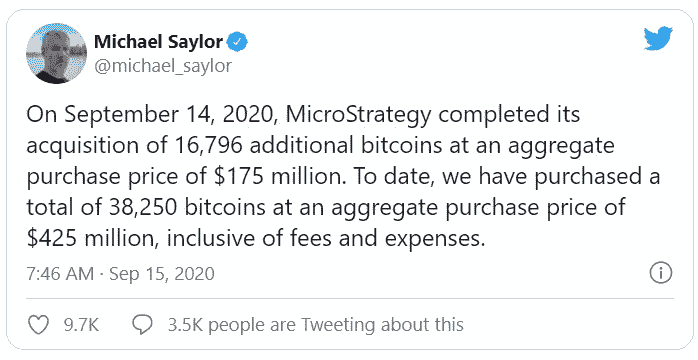 Michael Saylor
@michael_saylor
On September 14, 2020, MicroStrategy completed its
acquisition of 16,796 additional bitcoins at an aggregate
purchase price of $175 million. To date, we have purchased a
total of 38,250 bitcoins at an aggregate purchase price of
$425 million, inclusive of fees and expenses.
7:46 AM · Sep 15, 2020
9.7K 3.5K people are Tweeting about this